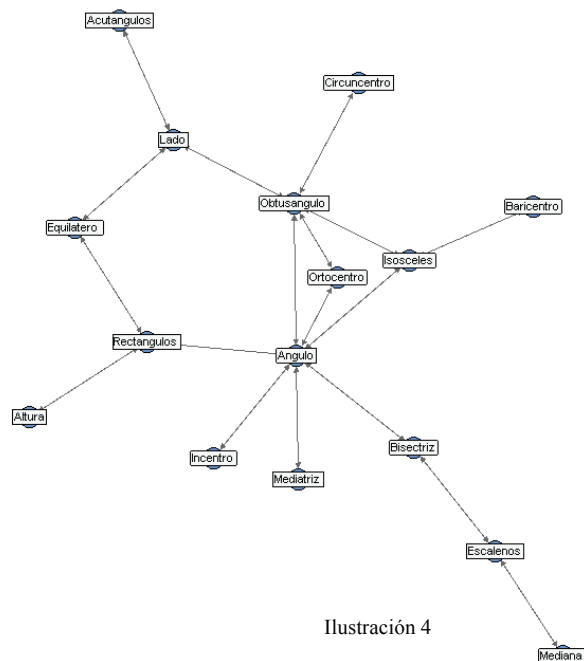 Acutangulos
Circuncentro
Lado
Obtusangulo
Baricentro
Equilatero
Isosceles
Ortocentro
Rectangulos
Angulo
Altura
Incentro
Bisectriz
Mediatriz
Escalenos
Ilustración 4
Mediana